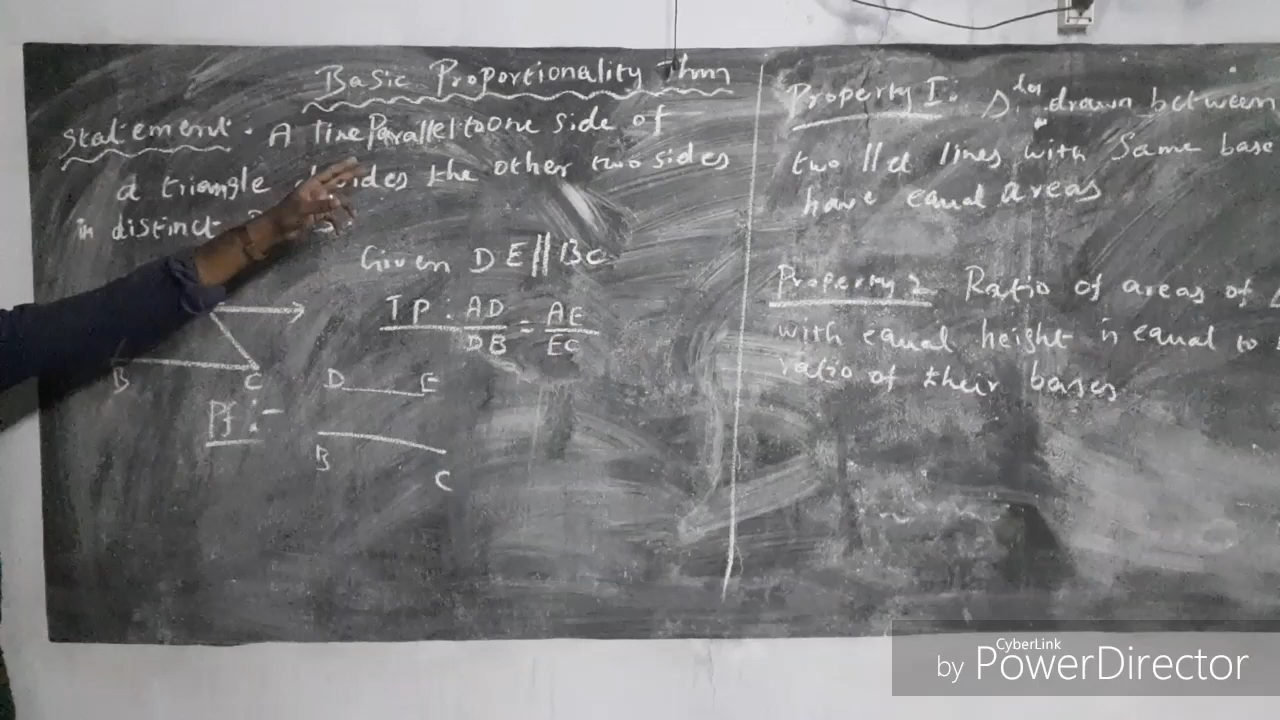 Basic Proportionality Thm
Statement. A line Parallel to one side of
a triangle the other two sides
in distinct
Given DE||BC
TP: AD/DB = AE/EC
B C
D E
Pf:-
B C
Property I. Δler drawn between
two ||el lines with Same base
have equal areas
Property 2 Ratio of areas of
with equal height is equal to
ratio of their bases
CyberLink
by PowerDirector